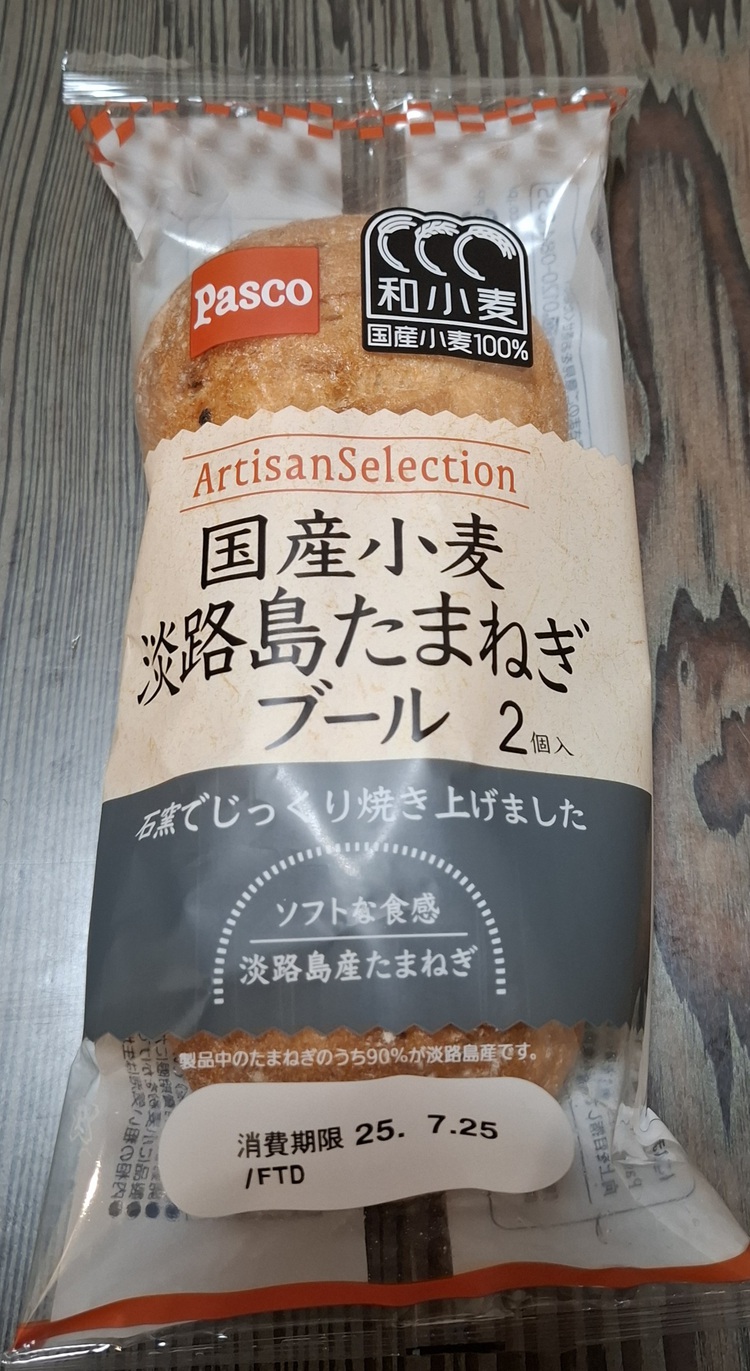 Pasco
和小麦
国産小麦100%
ArtisanSelection
国産小麦
淡路島たまねぎ
ブール 2個入
石窯でじっくり焼き上げました
ソフトな食感
淡路島産たまねぎ
製品中のたまねぎのうち90%が淡路島産です。
消費期限 25. 7.25
/FTD